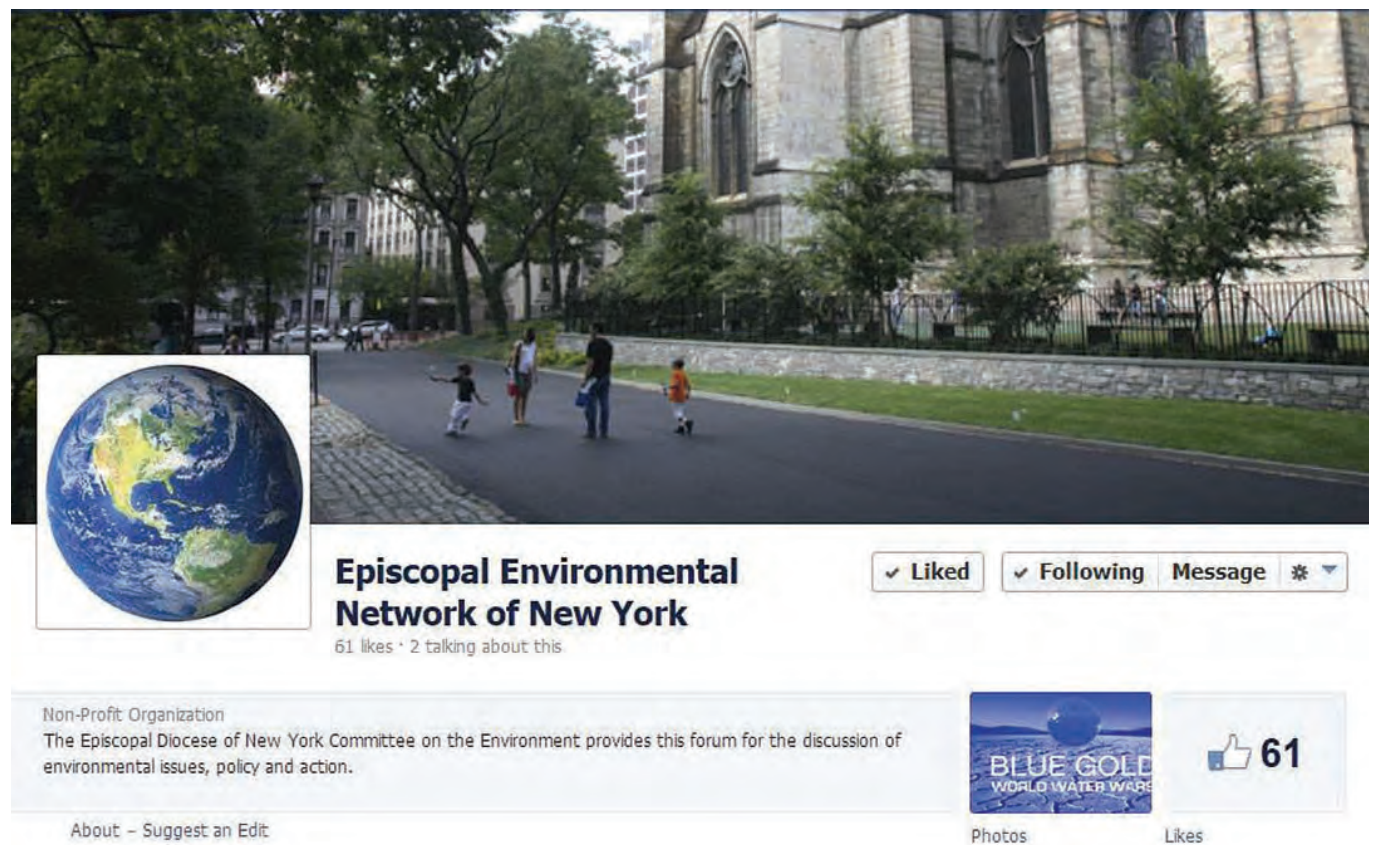 Episcopal Environmental
Network of New York
61 likes · 2 talking about this
✓ Liked
✓ Following Message
Non-Profit Organization
The Episcopal Diocese of New York Committee on the Environment provides this forum for the discussion of
environmental issues, policy and action.
About – Suggest an Edit
BLUE GOLD
WORLD WATER WARS
Photos
61
Likes